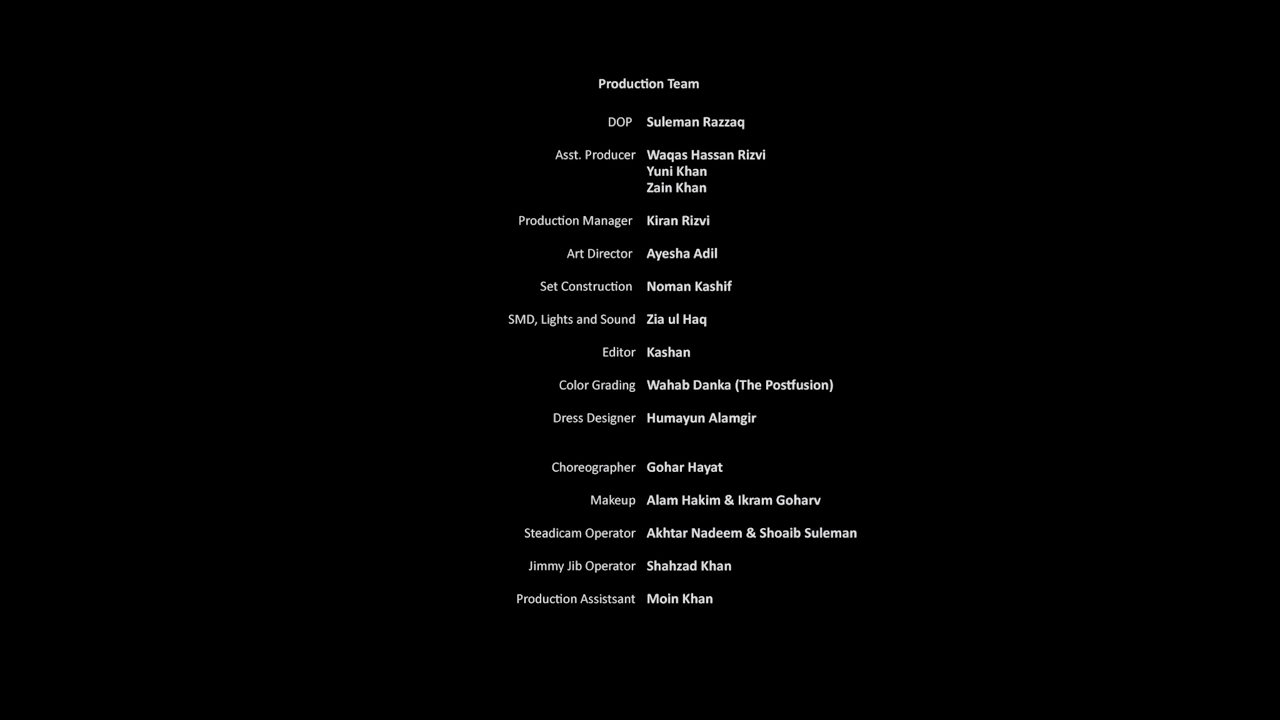 Production Team
DOP Suleman Razzaq
Asst. Producer Waqas Hassan Rizvi
Yuni Khan
Zain Khan
Production Manager Kiran Rizvi
Art Director Ayesha Adil
Set Construction Noman Kashif
SMD, Lights and Sound Zia ul Haq
Editor Kashan
Color Grading Wahab Danka (The Postfusion)
Dress Designer Humayun Alamgir
Choreographer Gohar Hayat
Makeup Alam Hakim & Ikram Goharv
Steadicam Operator Akhtar Nadeem & Shoaib Suleman
Jimmy Jib Operator Shahzad Khan
Production Assistsant Moin Khan